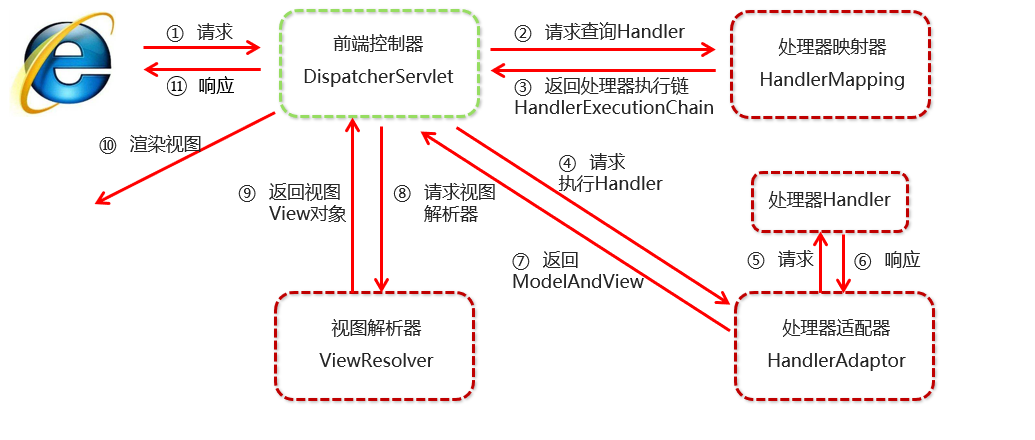 ① 请求
⑪ 响应
前端控制器
DispatcherServlet
② 请求查询Handler
③ 返回处理器执行链
HandlerExecutionChain
处理器映射器
HandlerMapping
⑩ 渲染视图
⑨ 返回视图
View对象
⑧ 请求视图
解析器
④ 请求
执行Handler
处理器Handler
⑦ 返回
ModelAndView
⑤ 请求
⑥ 响应
视图解析器
ViewResolver
处理器适配器
HandlerAdaptor